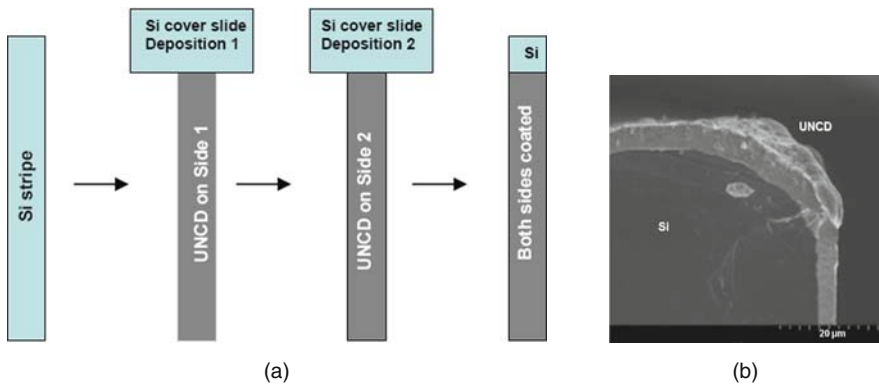 Si stripe
Si cover slide
Deposition 1
UNCD on Side 1
Si cover slide
Deposition 2
UNCD on Side 2
Si
Both sides coated
(a)
UNCD
Si
20 µm
(b)